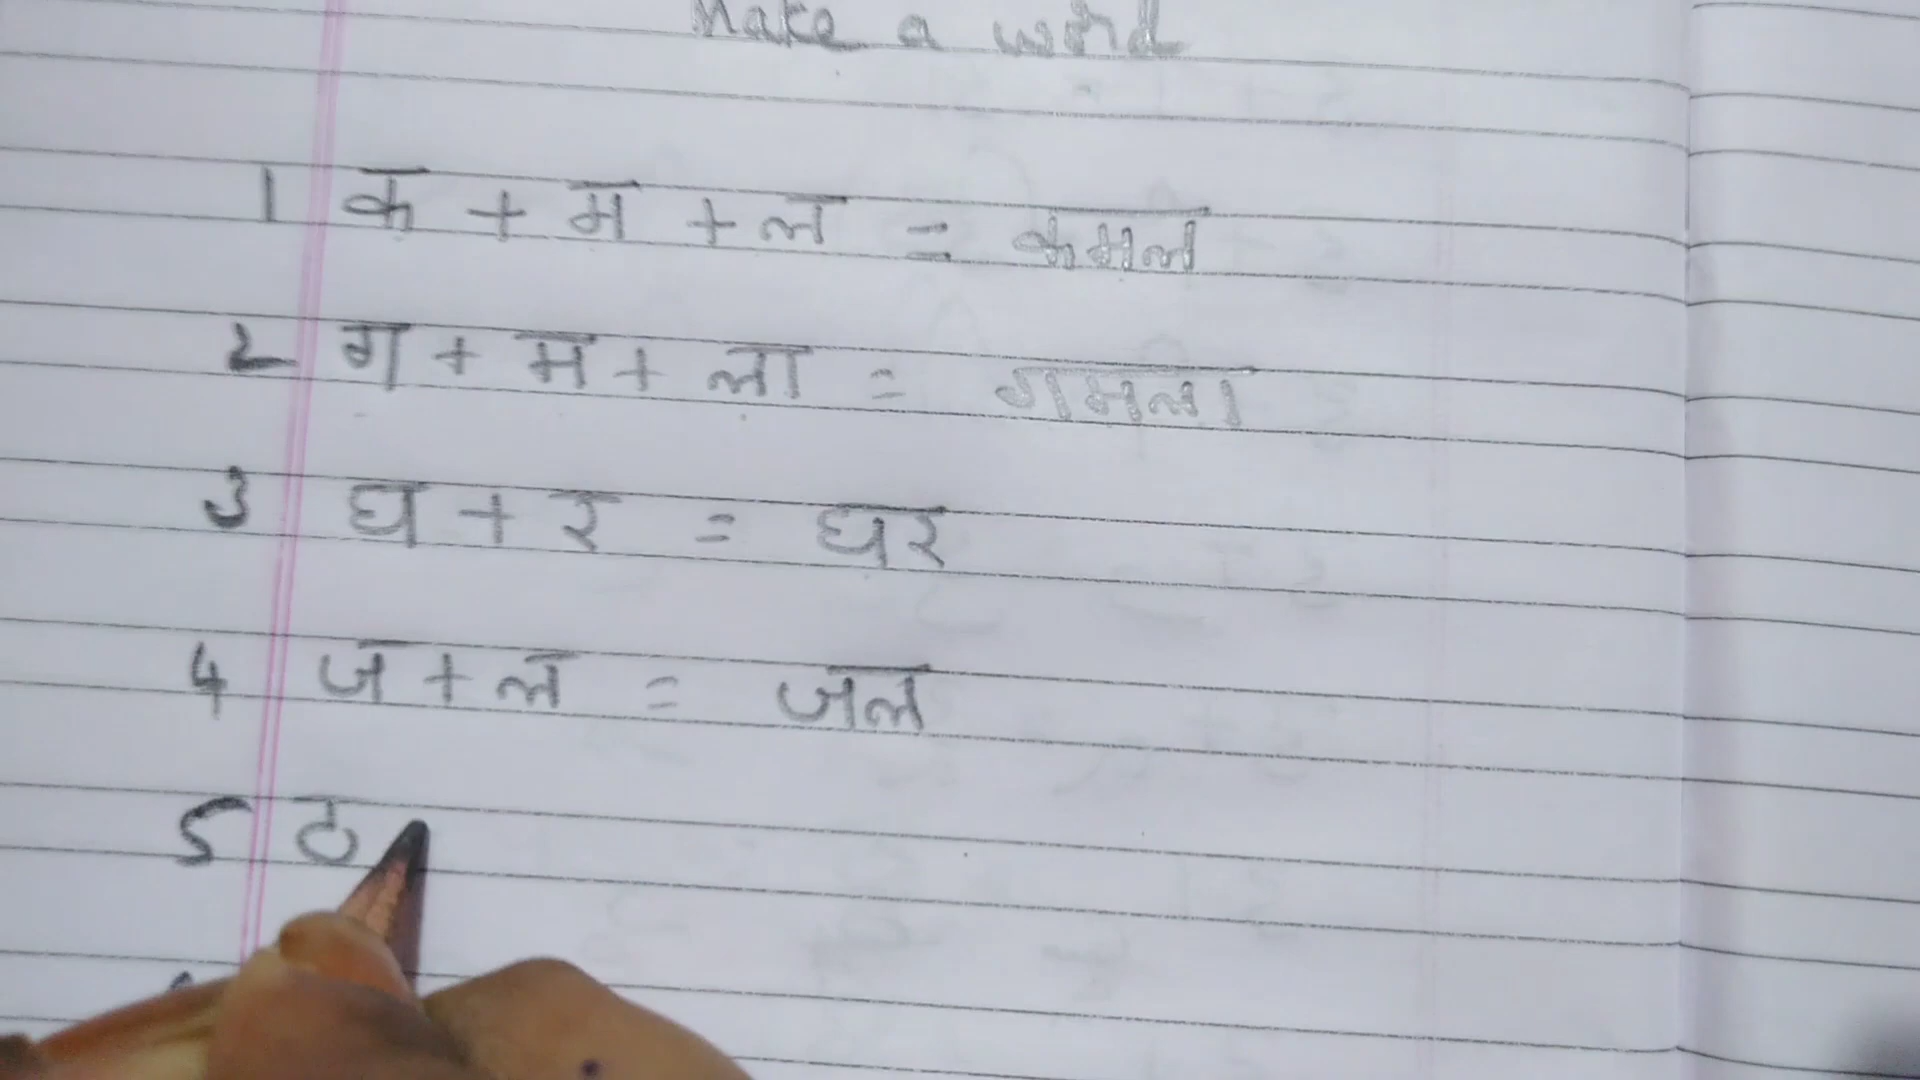 Make a word
1 क + म + ल = कमल
2 ग + म + ला = गमला
3 घ + र = घर
4 ज + ल = जल
5 ठ